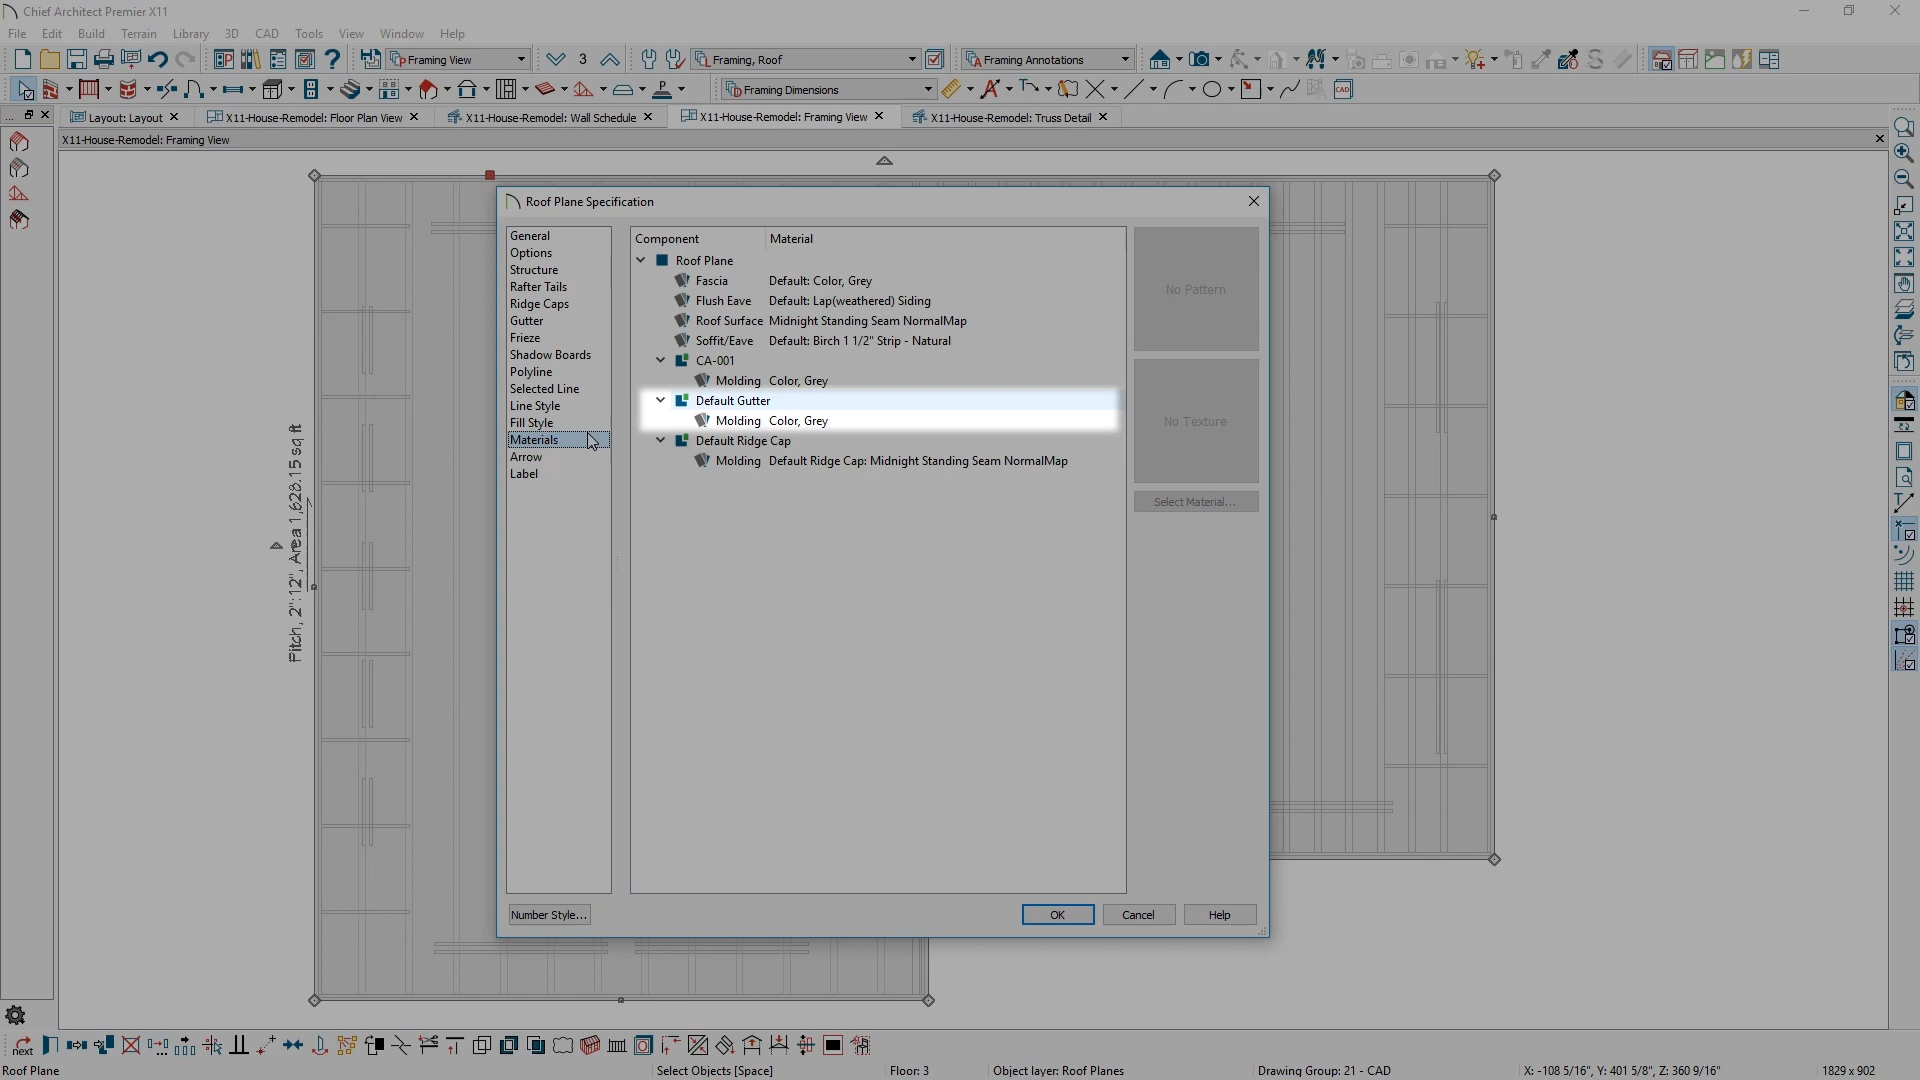 Chief Architect Premier X11
File Edit Build Terrain Library 3D CAD Tools View Window Help
Framing View 3 Framing, Roof Framing Annotations
Framing Dimensions CAD
... Layout: Layout X11-House-Remodel: Floor Plan View X11-House-Remodel: Wall Schedule X11-House-Remodel: Framing View X11-House-Remodel: Truss Detail
X11-House-Remodel: Framing View
Roof Plane Specification
General
Options
Structure
Rafter Tails
Ridge Caps
Gutter
Frieze
Shadow Boards
Polyline
Selected Line
Line Style
Fill Style
Materials
Arrow
Label
Component Material
Roof Plane
Fascia Default: Color, Grey
Flush Eave Default: Lap(weathered) Siding
Roof Surface Midnight Standing Seam NormalMap
Soffit/Eave Default: Birch 1 1/2" Strip - Natural
CA-001
Molding Color, Grey
Default Gutter
Molding Color, Grey
Default Ridge Cap
Molding Default Ridge Cap: Midnight Standing Seam NormalMap
No Pattern
No Texture
Select Material...
Pitch, 2":12", Area 1,628.15 sq ft
Number Style... OK Cancel Help
next
Roof Plane Select Objects [Space] Floor: 3 Object layer: Roof Planes Drawing Group: 21 - CAD X: -108 5/16", Y: 401 5/8", Z: 360 9/16" 1829 x 902